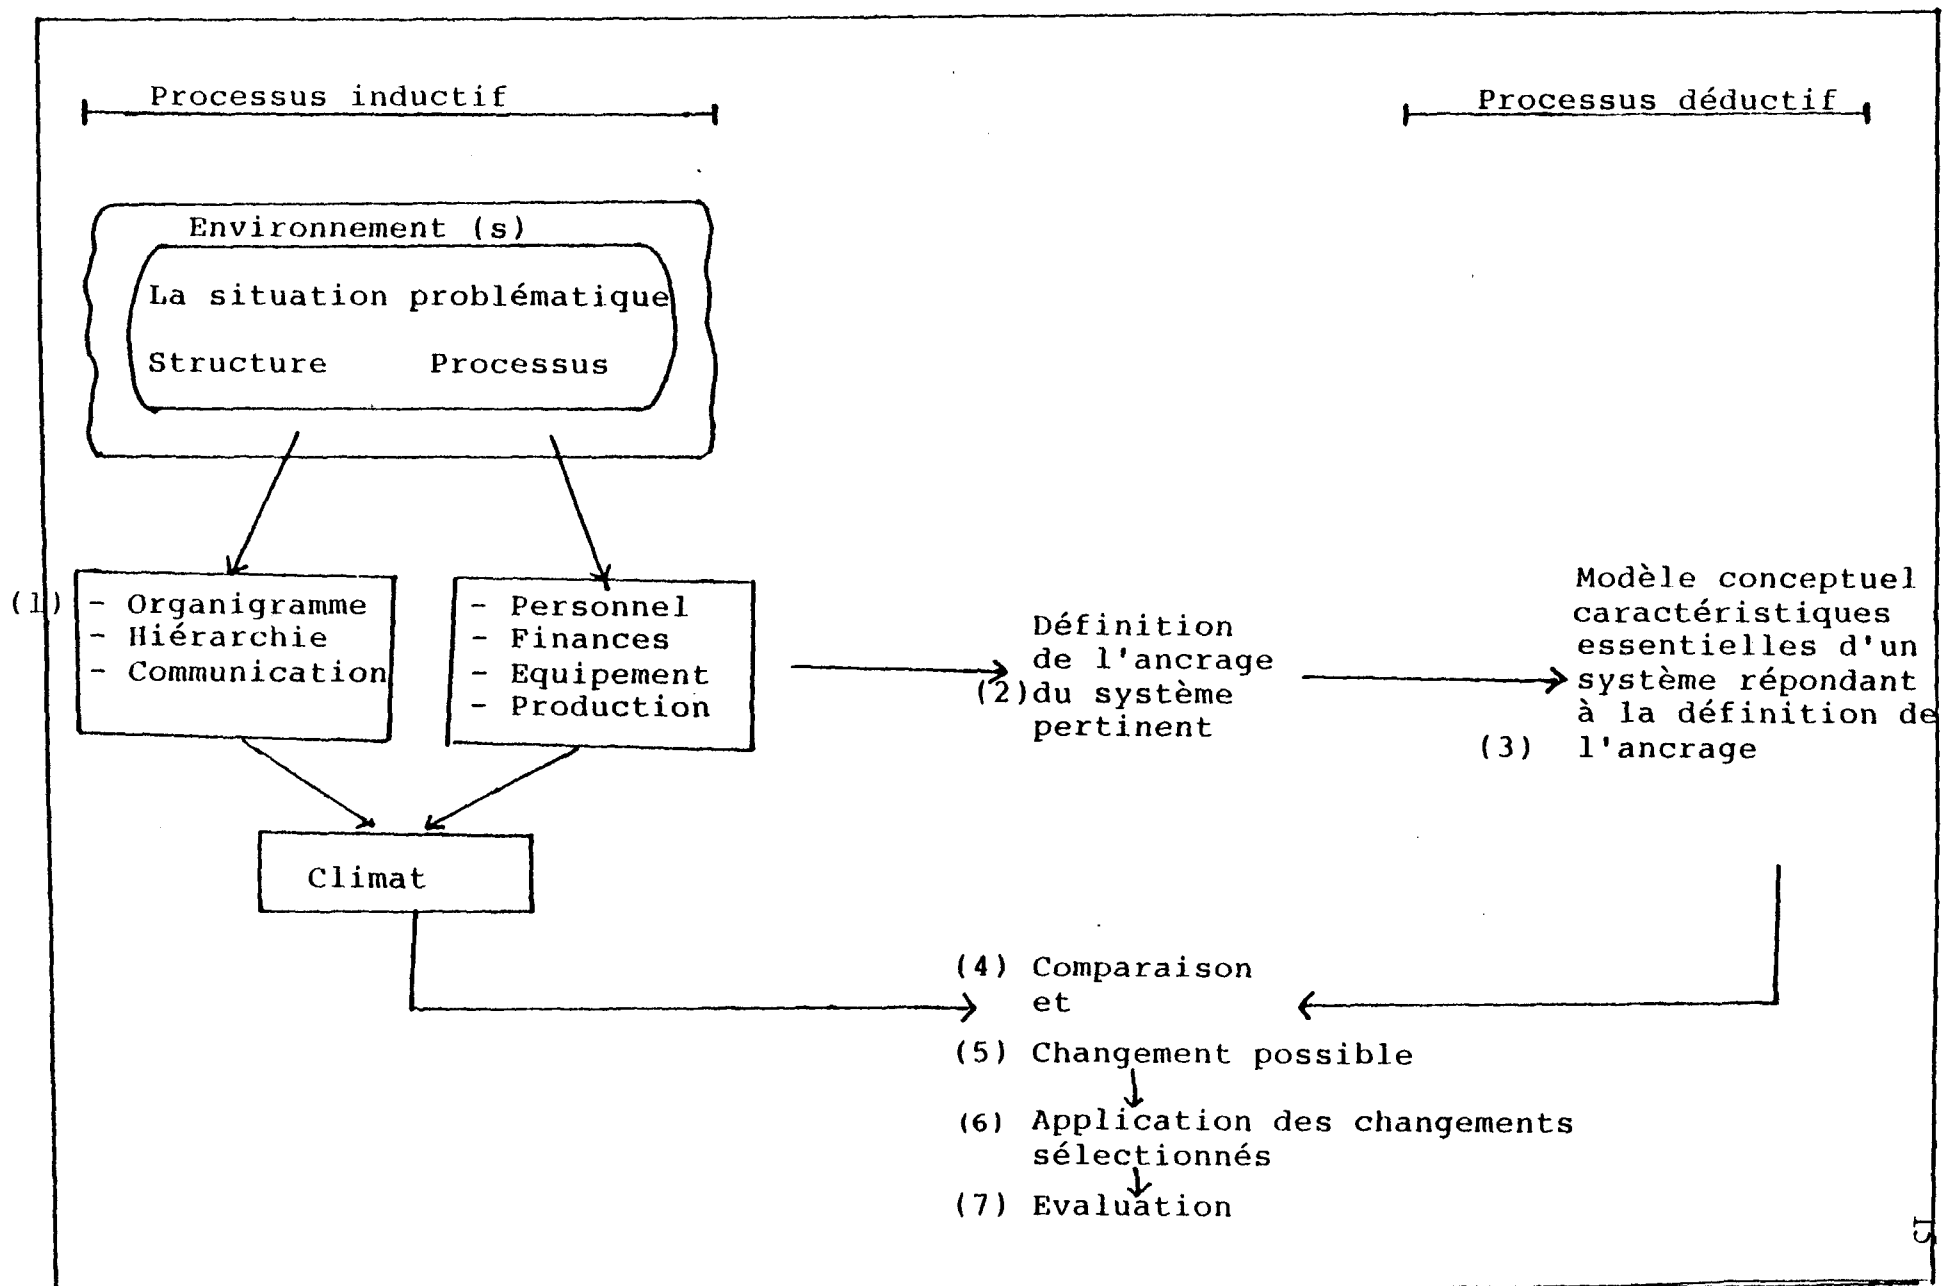 Processus inductif
Processus déductif
Environnement (s)
La situation problématique
Structure Processus
(1) - Organigramme
- Hiérarchie
- Communication
- Personnel
- Finances
- Equipement
- Production
Climat
Définition
de l'ancrage
(2) du système
pertinent
Modèle conceptuel
caractéristiques
essentielles d'un
système répondant
à la définition de
(3) l'ancrage
(4) Comparaison
et
(5) Changement possible
(6) Application des changements
sélectionnés
(7) Evaluation
15